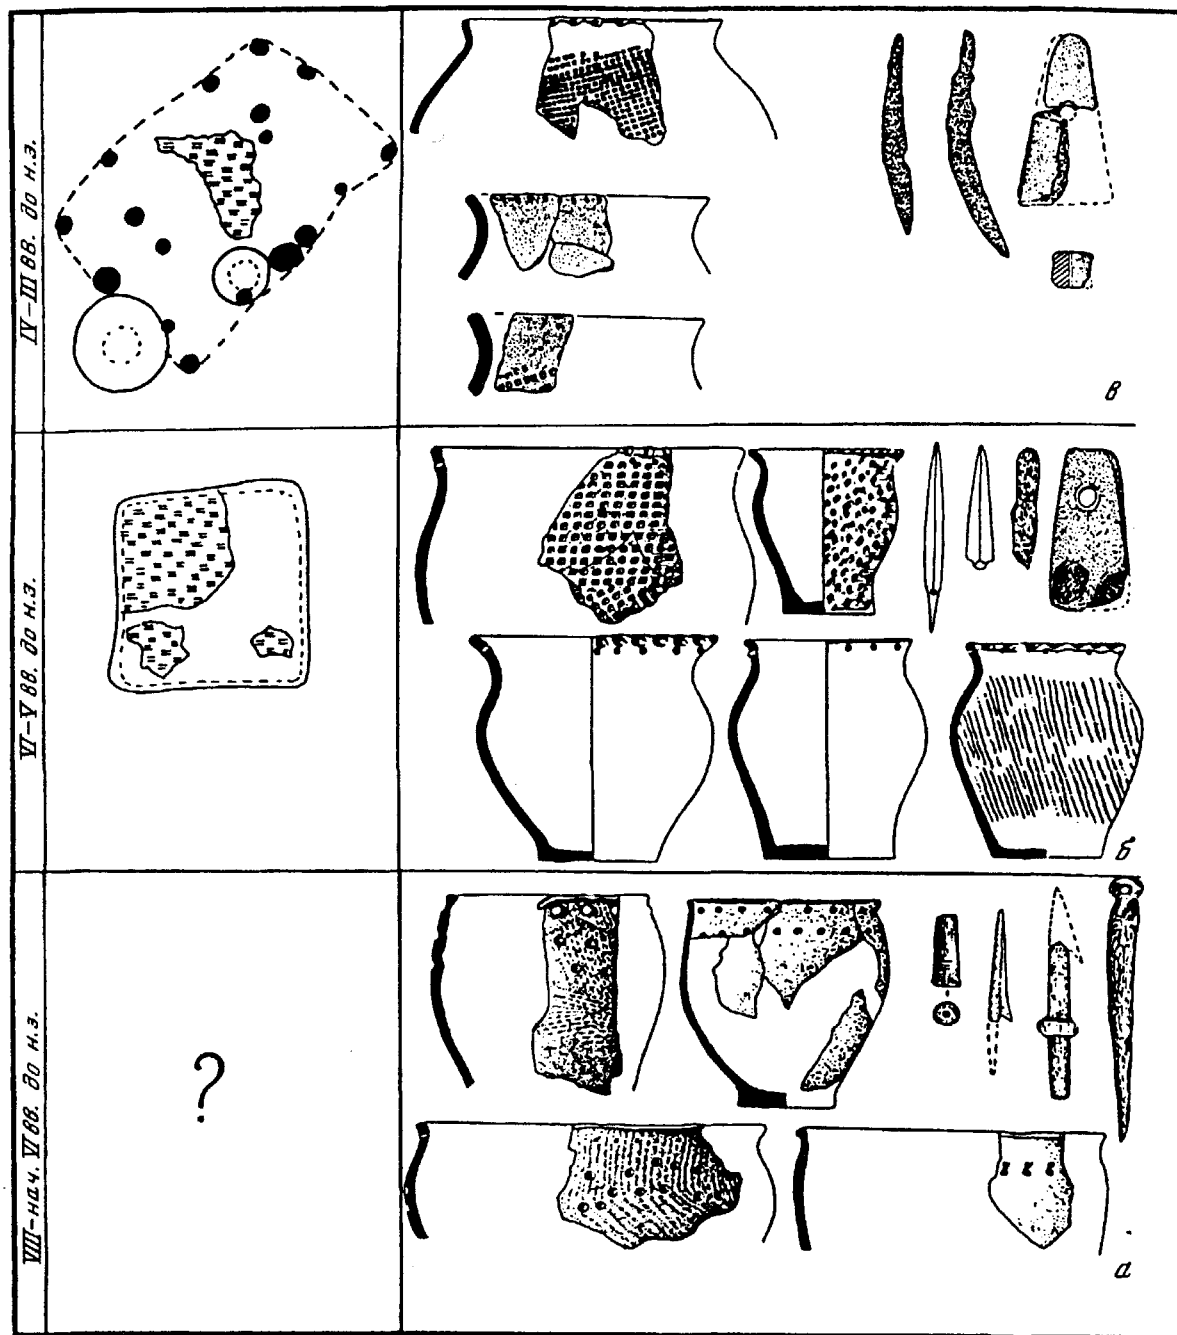 IV–III вв. до н.э.
в
VI–V вв. до н.э.
б
VIII–нач. VI вв. до н.э.
?
а